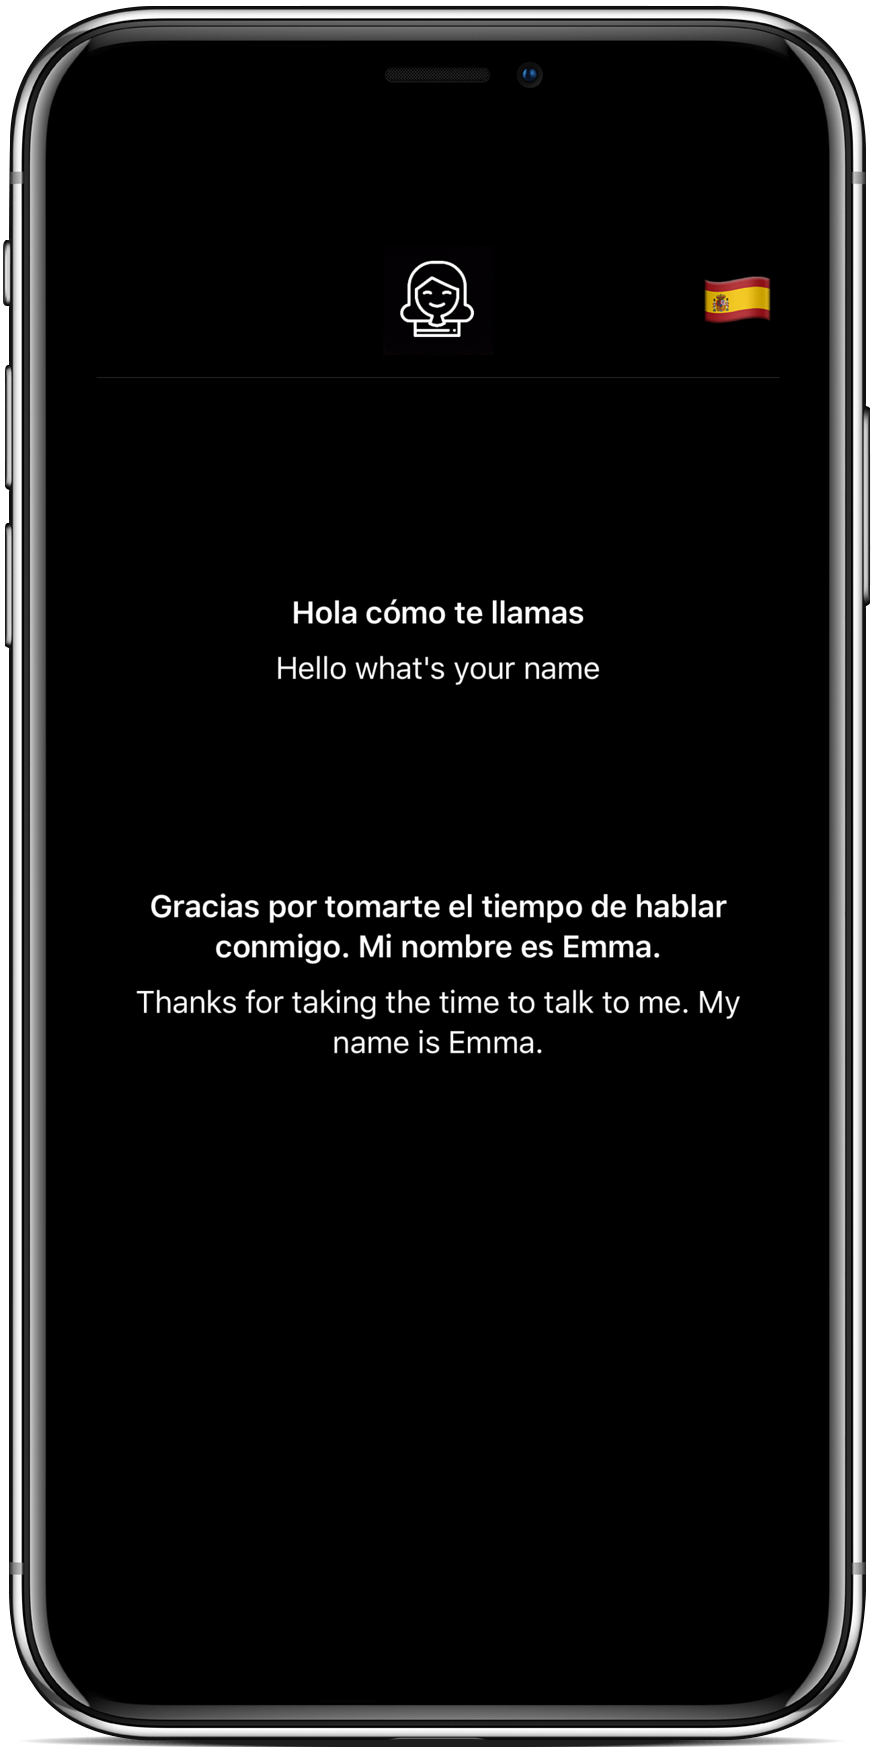 Hola cómo te llamas
Hello what's your name
Gracias por tomarte el tiempo de hablar
conmigo. Mi nombre es Emma.
Thanks for taking the time to talk to me. My
name is Emma.